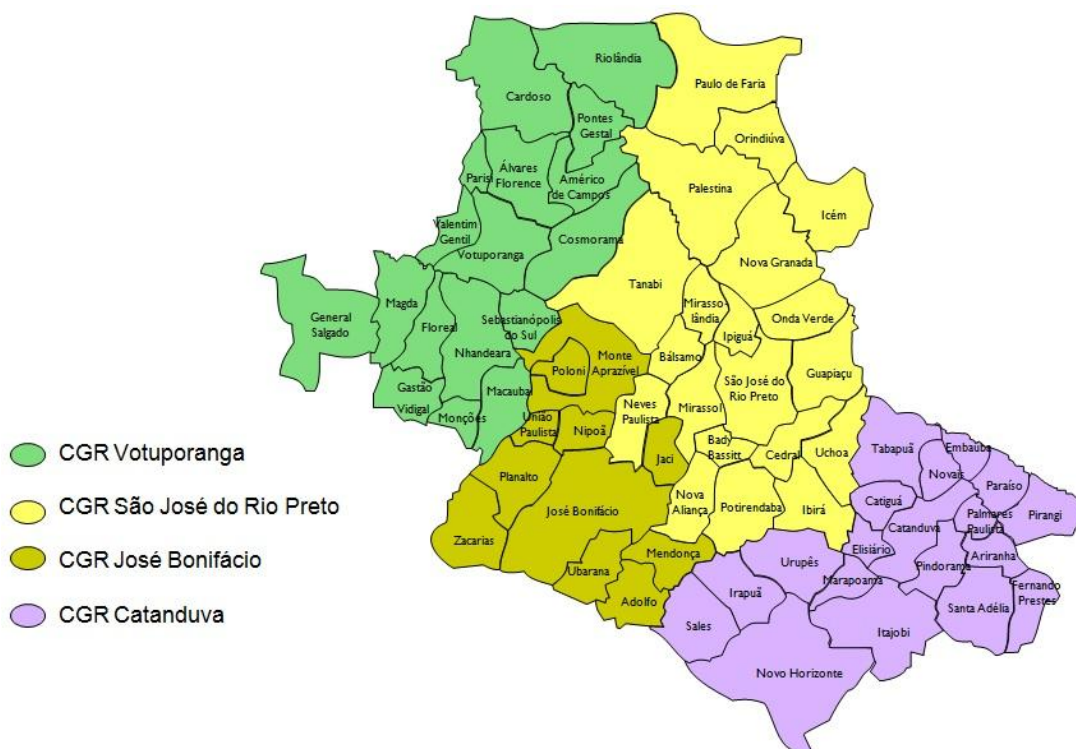 Riolândia
Cardoso
Paulo de Faria
Pontes
Gestal
Orindiúva
Álvares
Florence
Parisi
Américo
de Campos
Palestina
Icém
Valentim
Gentil
Votuporanga
Cosmorama
Nova Granada
Tanabi
General
Salgado
Magda
Floreal
Sebastianópolis
do Sul
Mirasso-
lândia
Onda Verde
Ipiguá
Nhandeara
Poloni
Monte
Aprazível
Bálsamo
São José do
Rio Preto
Guapiaçu
Gastão
Vidigal
Macaubal
Monções
União
Paulista
Nipoã
Neves
Paulista
Mirassol
Bady
Bassitt
Cedral
Uchoa
Jaci
Tabapuã
Embaúba
Novais
Paraíso
Planalto
José Bonifácio
Nova
Aliança
Potirendaba
Ibirá
Catiguá
Catanduva
Palmares
Paulista
Pirangi
Zacarias
Ubarana
Mendonça
Adolfo
Urupês
Elisiário
Marapoama
Pindorama
Ariranha
Fernando
Prestes
Irapuã
Sales
Santa Adélia
Itajobi
Novo Horizonte
CGR Votuporanga
CGR São José do Rio Preto
CGR José Bonifácio
CGR Catanduva